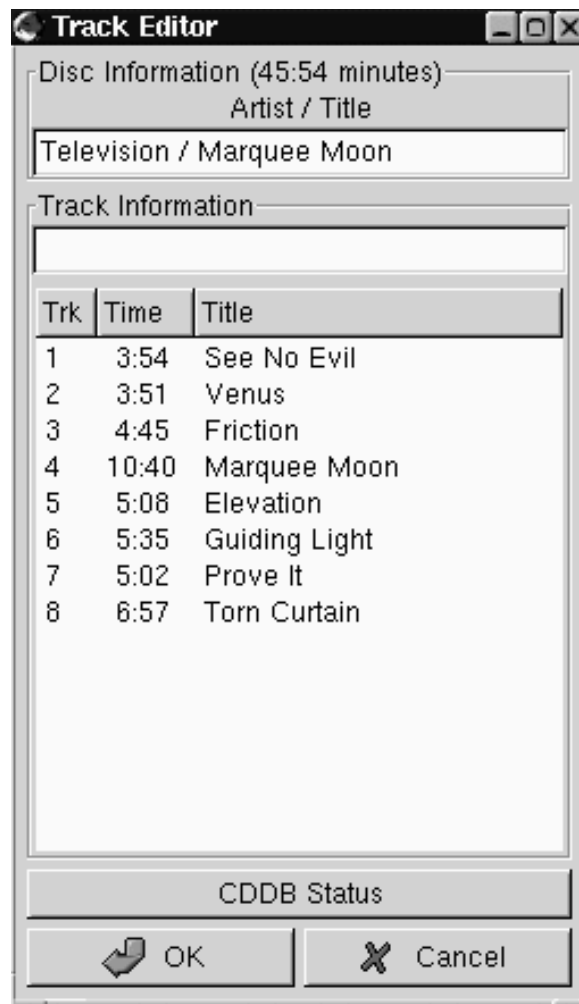 Track Editor
Disc Information (45:54 minutes)
Artist / Title
Television / Marquee Moon
Track Information
Trk Time Title
1 3:54 See No Evil
2 3:51 Venus
3 4:45 Friction
4 10:40 Marquee Moon
5 5:08 Elevation
6 5:35 Guiding Light
7 5:02 Prove It
8 6:57 Torn Curtain
CDDB Status
OK Cancel